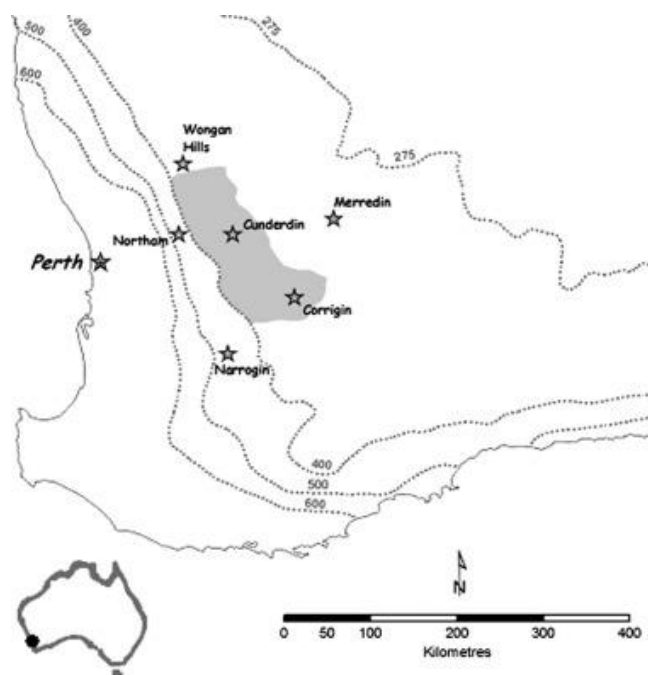 500
400
275
600
Wongan
Hills
275
Merredin
Northam
Cunderdin
Perth
Corrigin
Narrogin
400
500
600
N
0 50 100 200 300 400
Kilometres